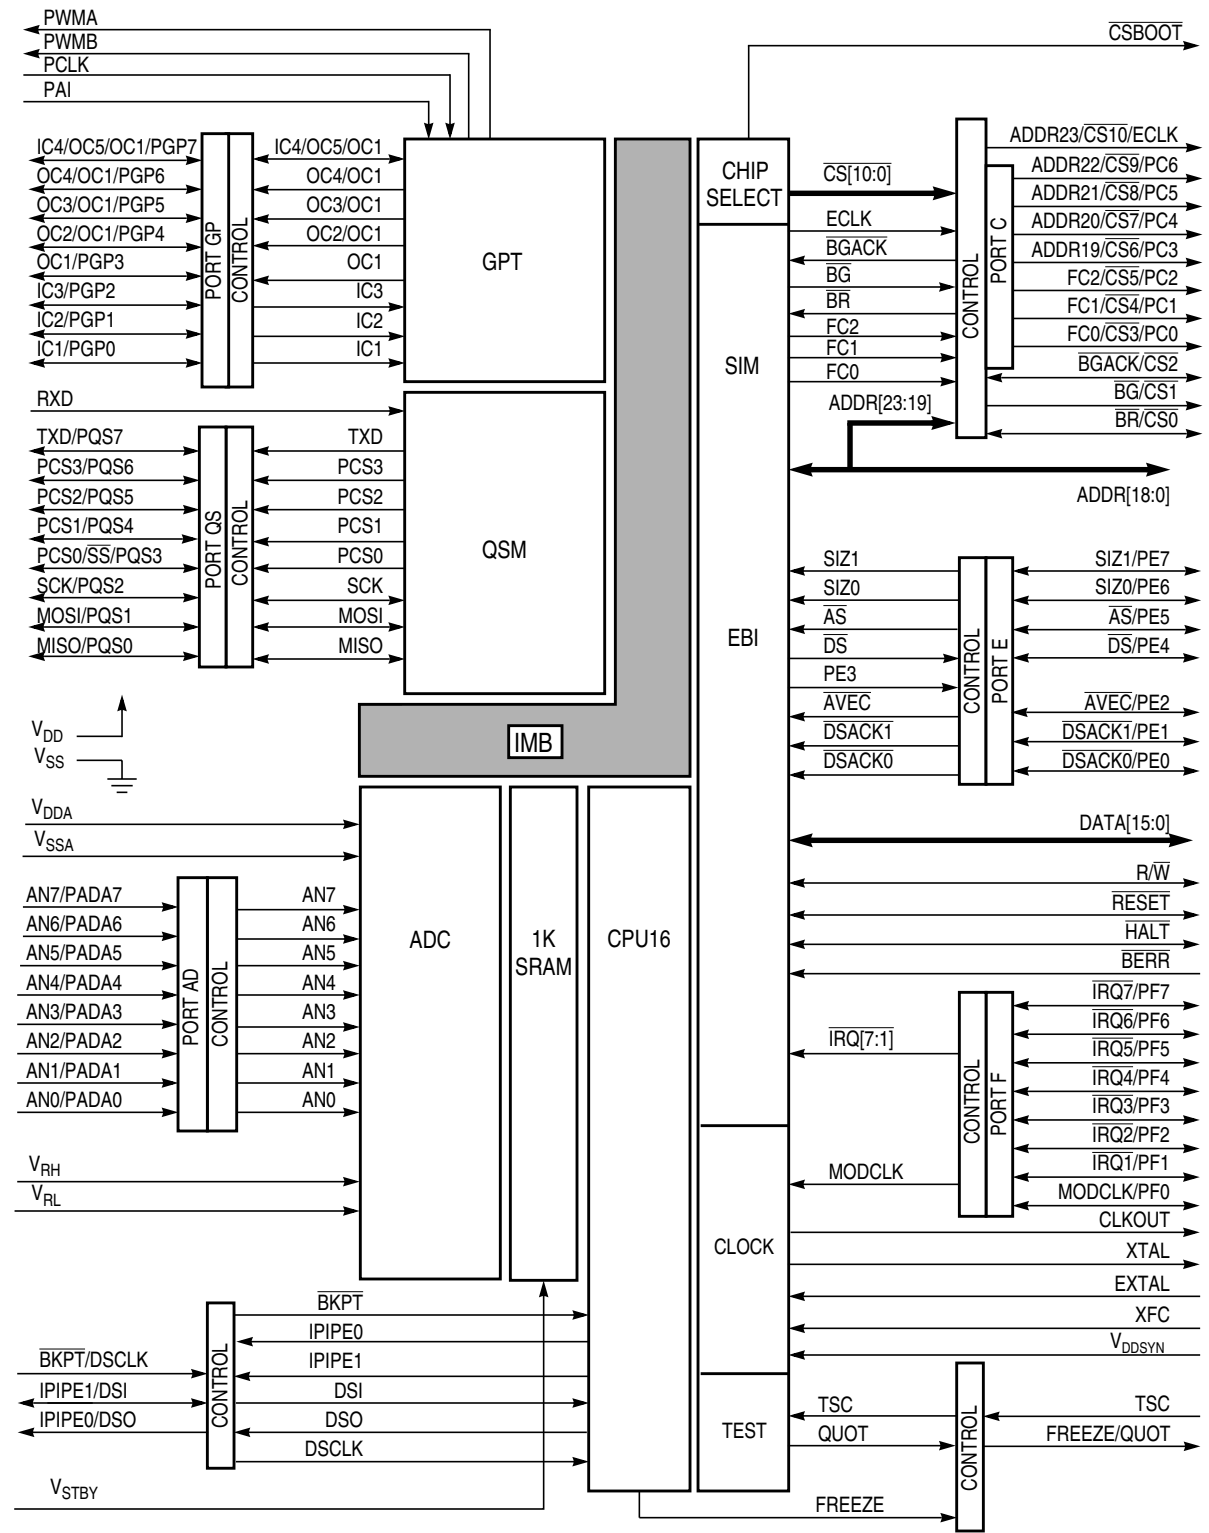 PWMA
PWMB
PCLK
PAI
CSBOOT
IC4/OC5/OC1/PGP7
OC4/OC1/PGP6
OC3/OC1/PGP5
OC2/OC1/PGP4
OC1/PGP3
IC3/PGP2
IC2/PGP1
IC1/PGP0
PORT GP
CONTROL
IC4/OC5/OC1
OC4/OC1
OC3/OC1
OC2/OC1
OC1
IC3
IC2
IC1
GPT
RXD
TXD/PQS7
PCS3/PQS6
PCS2/PQS5
PCS1/PQS4
PCS0/SS/PQS3
SCK/PQS2
MOSI/PQS1
MISO/PQS0
PORT QS
CONTROL
TXD
PCS3
PCS2
PCS1
PCS0
SCK
MOSI
MISO
QSM
VDD
VSS
IMB
VDDA
VSSA
AN7/PADA7
AN6/PADA6
AN5/PADA5
AN4/PADA4
AN3/PADA3
AN2/PADA2
AN1/PADA1
AN0/PADA0
PORT AD
CONTROL
AN7
AN6
AN5
AN4
AN3
AN2
AN1
AN0
ADC
1K
SRAM
CPU16
VRH
VRL
BKPT/DSCLK
IPIPE1/DSI
IPIPE0/DSO
CONTROL
BKPT
IPIPE0
IPIPE1
DSI
DSO
DSCLK
VSTBY
CHIP
SELECT
SIM
EBI
CLOCK
TEST
CS[10:0]
ECLK
BGACK
BG
BR
FC2
FC1
FC0
ADDR[23:19]
CONTROL
PORT C
ADDR23/CS10/ECLK
ADDR22/CS9/PC6
ADDR21/CS8/PC5
ADDR20/CS7/PC4
ADDR19/CS6/PC3
FC2/CS5/PC2
FC1/CS4/PC1
FC0/CS3/PC0
BGACK/CS2
BG/CS1
BR/CS0
ADDR[18:0]
SIZ1
SIZ0
AS
DS
PE3
AVEC
DSACK1
DSACK0
CONTROL
PORT E
SIZ1/PE7
SIZ0/PE6
AS/PE5
DS/PE4
AVEC/PE2
DSACK1/PE1
DSACK0/PE0
DATA[15:0]
R/W
RESET
HALT
BERR
IRQ[7:1]
MODCLK
CONTROL
PORT F
IRQ7/PF7
IRQ6/PF6
IRQ5/PF5
IRQ4/PF4
IRQ3/PF3
IRQ2/PF2
IRQ1/PF1
MODCLK/PF0
CLKOUT
XTAL
EXTAL
XFC
VDDSYN
TSC
QUOT
FREEZE
CONTROL
TSC
FREEZE/QUOT